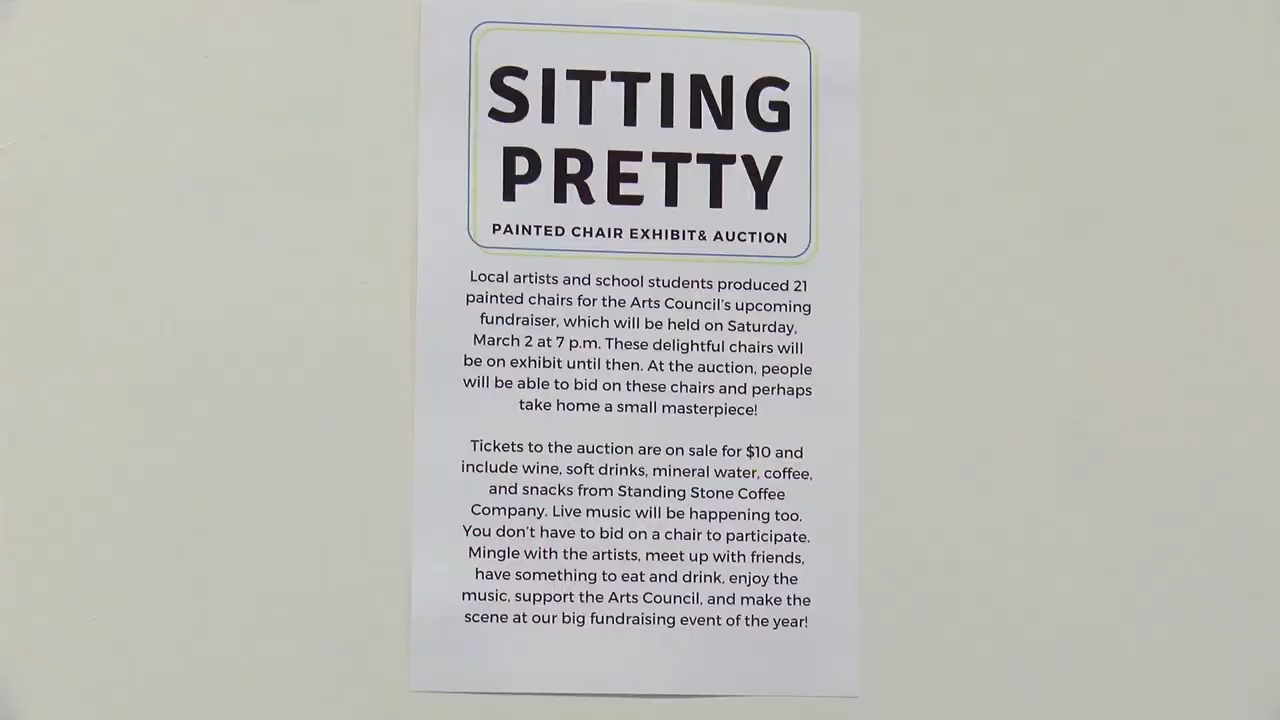 SITTING
PRETTY
PAINTED CHAIR EXHIBIT& AUCTION
Local artists and school students produced 21
painted chairs for the Arts Council's upcoming
fundraiser, which will be held on Saturday,
March 2 at 7 p.m. These delightful chairs will
be on exhibit until then. At the auction, people
will be able to bid on these chairs and perhaps
take home a small masterpiece!
Tickets to the auction are on sale for $10 and
include wine, soft drinks, mineral water, coffee,
and snacks from Standing Stone Coffee
Company. Live music will be happening too.
You don't have to bid on a chair to participate.
Mingle with the artists, meet up with friends,
have something to eat and drink, enjoy the
music, support the Arts Council, and make the
scene at our big fundraising event of the year!